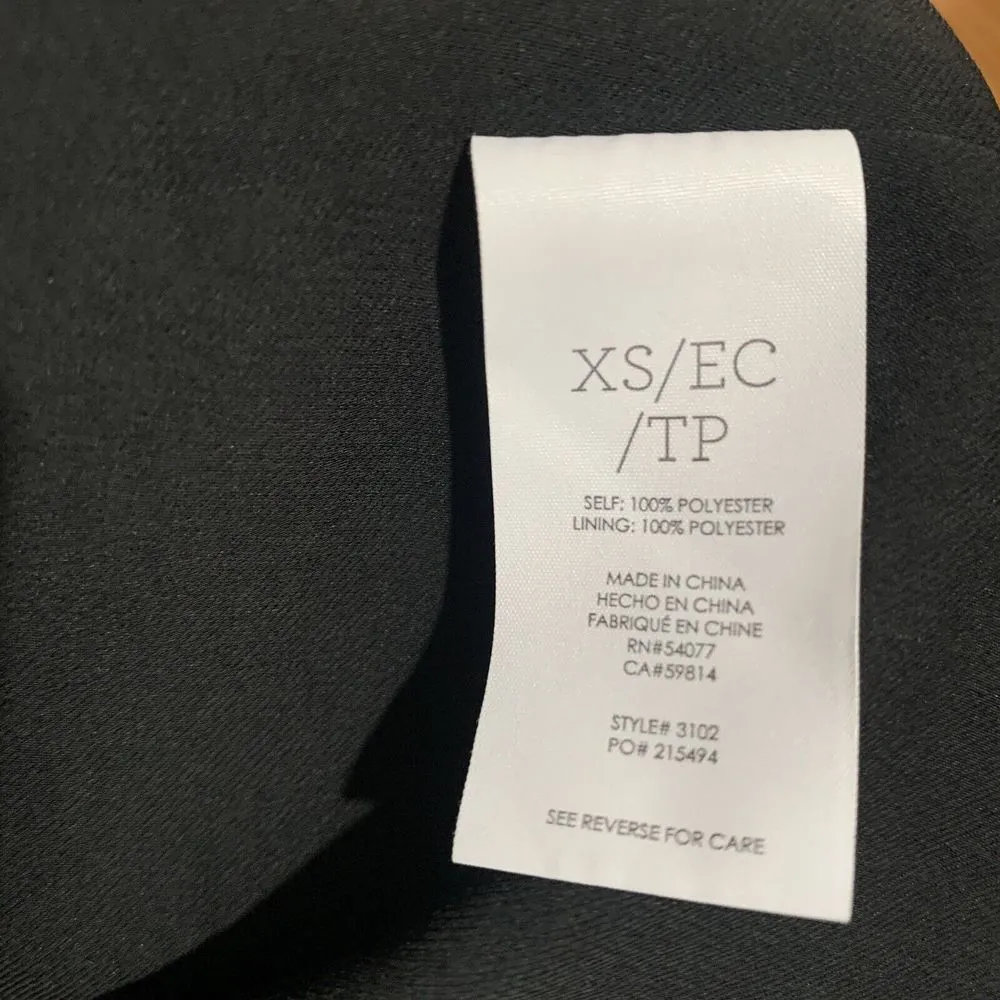 XS/EC
/TP
SELF: 100% POLYESTER
LINING: 100% POLYESTER
MADE IN CHINA
HECHO EN CHINA
FABRIQUÉ EN CHINE
RN#54077
CA#59814
STYLE# 3102
PO# 215494
SEE REVERSE FOR CARE